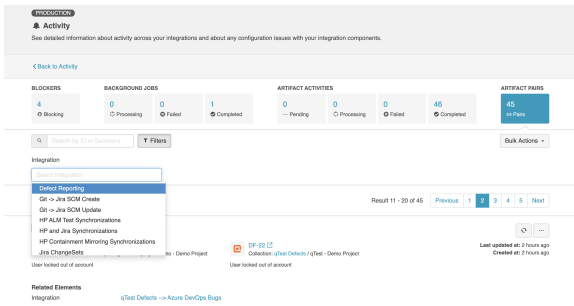 PRODUCTION
Activity
See detailed information about activity across your integrations and about any configuration issues with your integration components.
Back to Activity
BLOCKERS BACKGROUND JOBS ARTIFACT ACTIVITIES ARTIFACT PAIRS
4 0 0 1 0 0 0 46 45
Blocking Processing Failed Completed Pending Processing Failed Completed Pairs
Search by ID or Summary Filters Bulk Actions
Integration
Select Integration
Defect Reporting
Git -> Jira SCM Create
Git -> Jira SCM Update
HP ALM Test Synchronizations
HP and Jira Synchronizations
HP Containment Mirroring Synchronizations
Jira ChangeSets
Result 11 - 20 of 45 Previous 1 2 3 4 5 Next
DF-22 Last updated at: 2 hours ago
mo - Demo Project Collection: qTest Defects / qTest - Demo Project Created at: 2 hours ago
User locked out of account User locked out of account
Related Elements
Integration qTest Defects --> Azure DevOps Bugs